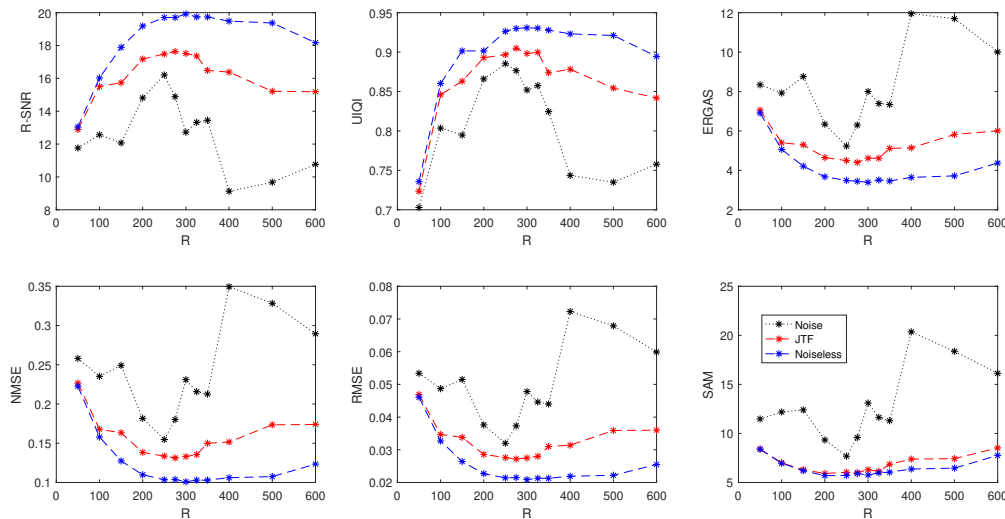 20
18
16
14
12
10
8
R-SNR
0 100 200 300 400 500 600
R
0.95
0.9
0.85
0.8
0.75
0.7
UIQI
0 100 200 300 400 500 600
R
12
10
8
6
4
2
ERGAS
0 100 200 300 400 500 600
R
0.35
0.3
0.25
0.2
0.15
0.1
NMSE
0 100 200 300 400 500 600
R
0.08
0.07
0.06
0.05
0.04
0.03
0.02
RMSE
0 100 200 300 400 500 600
R
25
20
15
10
5
SAM
Noise
JTF
Noiseless
0 100 200 300 400 500 600
R